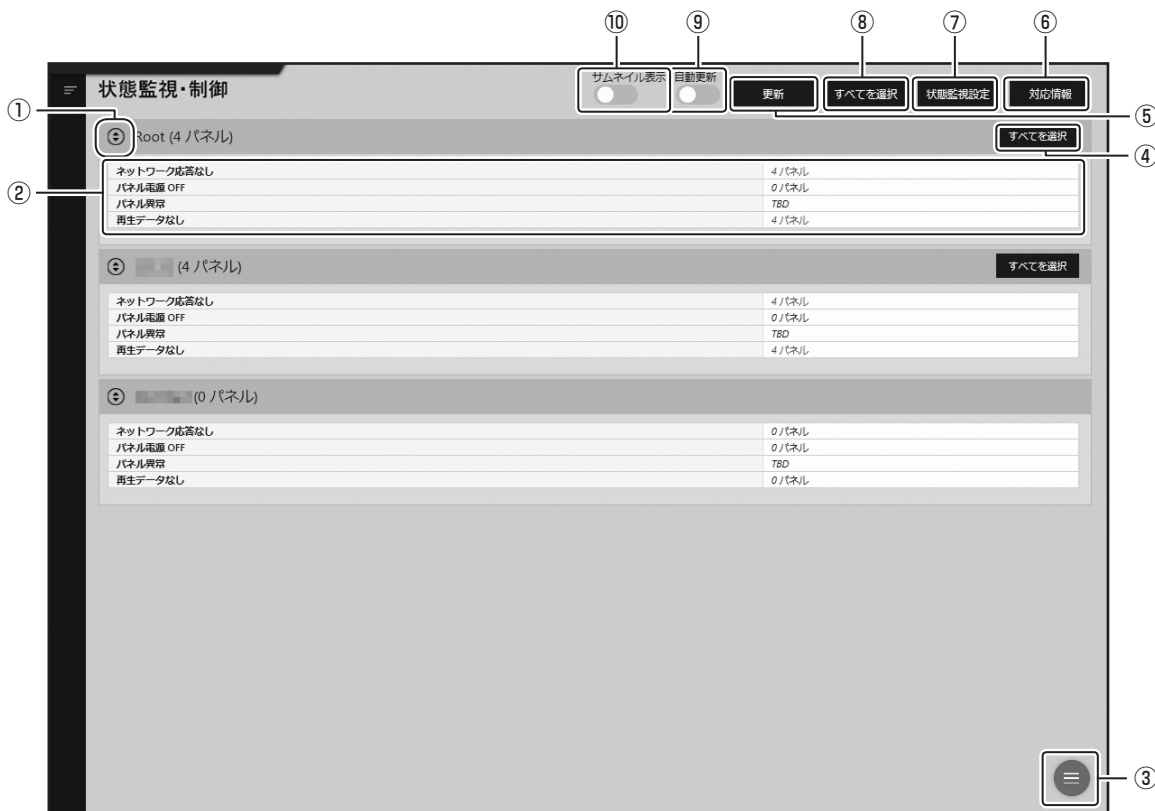 ⑩ ⑨ ⑧ ⑦ ⑥
状態監視・制御
サムネイル表示 自動更新 更新 すべてを選択 状態監視設定 対応情報
① ⑤
Root (4 パネル) すべてを選択
④
②
ネットワーク応答なし 4 パネル
パネル電源 OFF 0 パネル
パネル異常 TBD
再生データなし 4 パネル
(4 パネル) すべてを選択
ネットワーク応答なし 4 パネル
パネル電源 OFF 0 パネル
パネル異常 TBD
再生データなし 4 パネル
(0 パネル)
ネットワーク応答なし 0 パネル
パネル電源 OFF 0 パネル
パネル異常 TBD
再生データなし 0 パネル
③